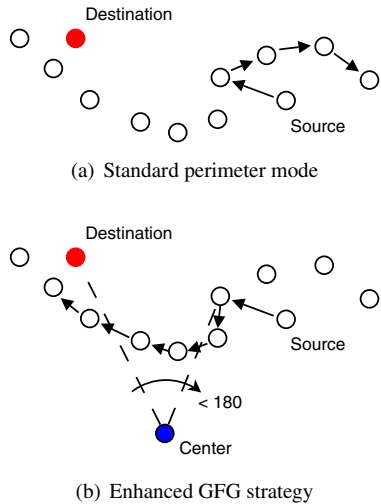 Destination
Source
(a) Standard perimeter mode
Destination
Source
< 180
Center
(b) Enhanced GFG strategy